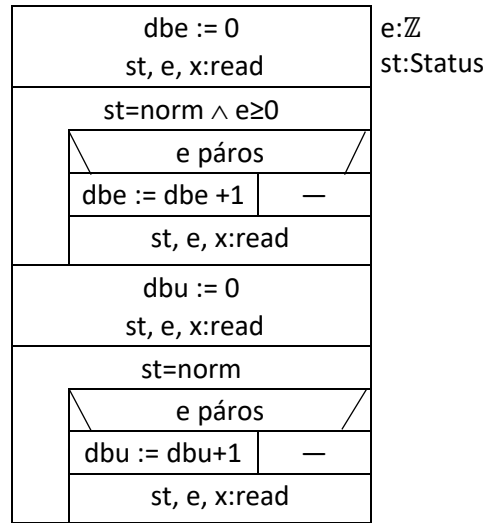 dbe := 0
e:ℤ
st, e, x:read
st:Status
st=norm ∧ e≥0
e páros
dbe := dbe +1
—
st, e, x:read
dbu := 0
st, e, x:read
st=norm
e páros
dbu := dbu+1
—
st, e, x:read